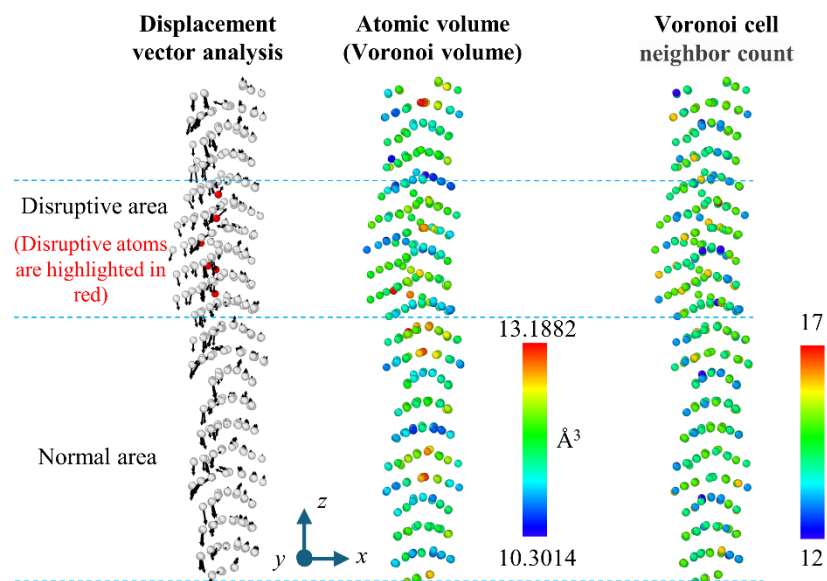 Displacement
vector analysis
Atomic volume
(Voronoi volume)
Voronoi cell
neighbor count
Disruptive area
(Disruptive atoms
are highlighted in
red)
Normal area
13.1882
Å³
10.3014
17
12
z
y
x